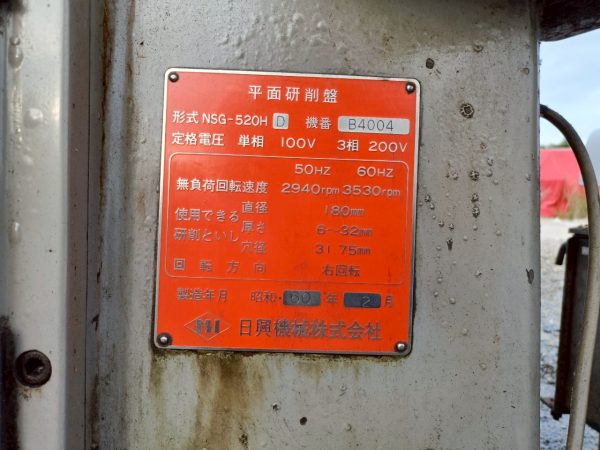 平面研削盤
形式 NSG-520H D 機番 B4004
定格電圧 単相 100V 3相 200V
50HZ 60HZ
無負荷回転速度 2940rpm 3530rpm
使用できる研削といし 直径 180mm
厚さ 6〜32mm
穴径 31.75mm
回転方向 右回転
製造年月 昭和・60年 2月
日興機械株式会社